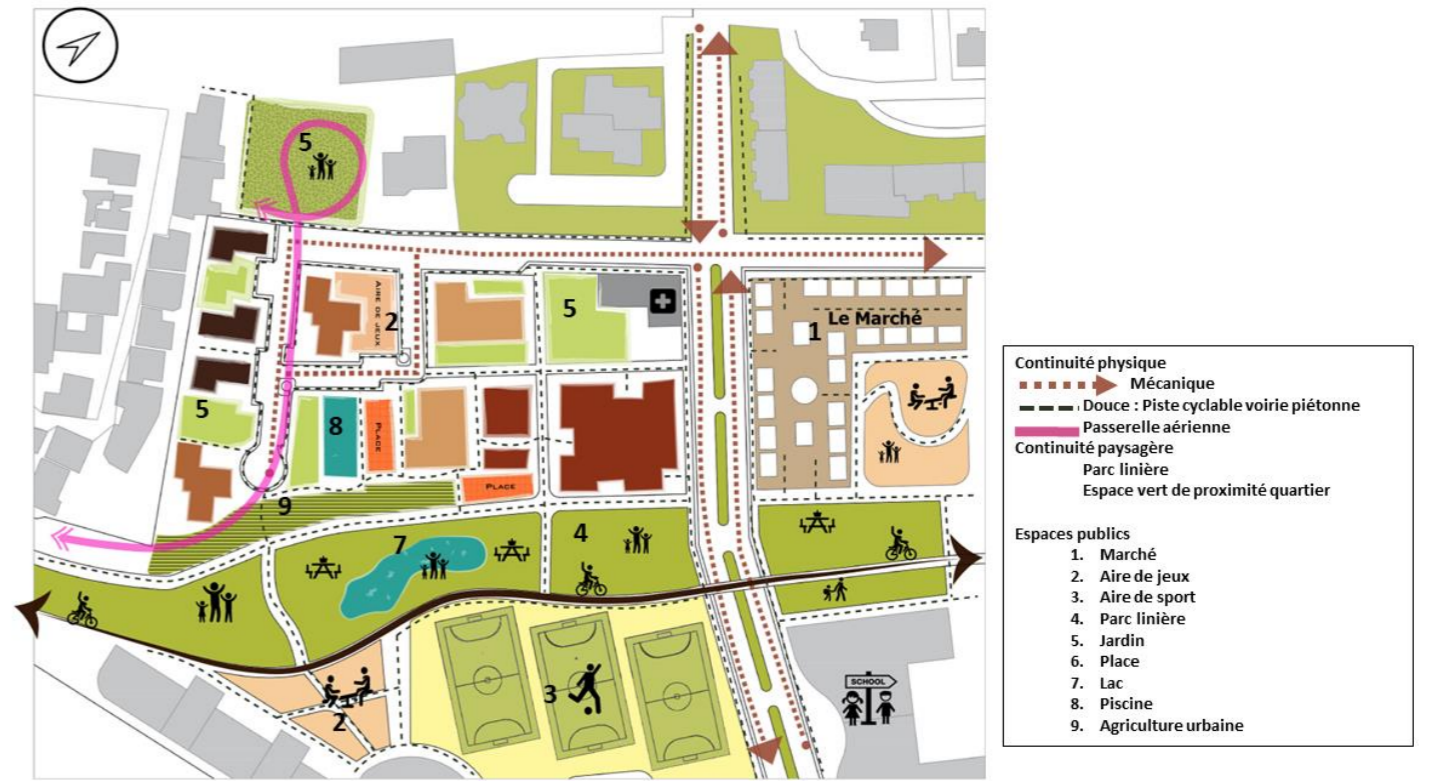 5
AIRE DE JEUX
2
5
1
Le Marché
5
8
PLACE
PLACE
9
7
4
3
2
SCHOOL
Continuité physique
Mécanique
Douce : Piste cyclable voirie piétonne
Passerelle aérienne
Continuité paysagère
Parc linière
Espace vert de proximité quartier
Espaces publics
1. Marché
2. Aire de jeux
3. Aire de sport
4. Parc linière
5. Jardin
6. Place
7. Lac
8. Piscine
9. Agriculture urbaine